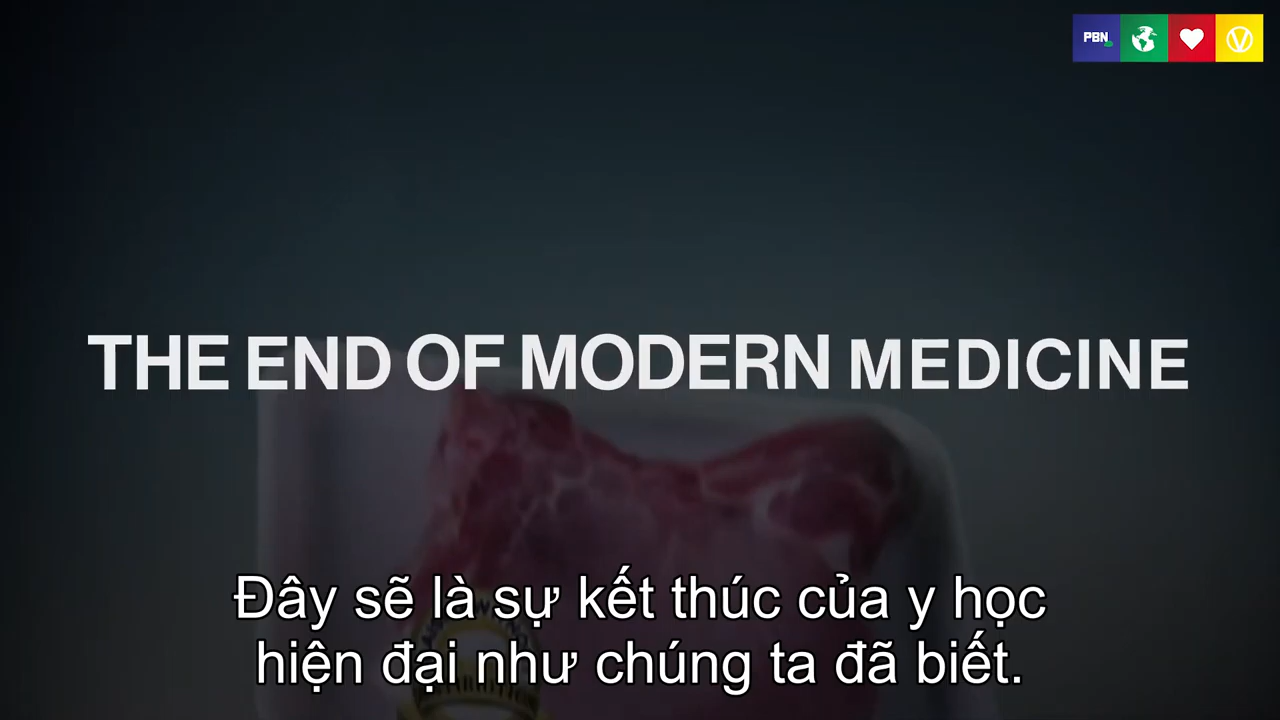 PBN
THE END OF MODERN MEDICINE
Đây sẽ là sự kết thúc của y học
hiện đại như chúng ta đã biết.